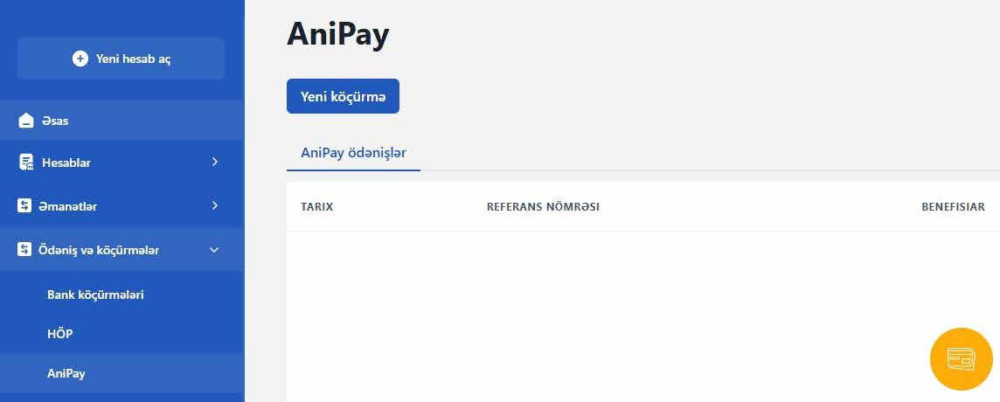 Yeni hesab aç
Əsas
Hesablar
Əmanətlər
Ödəniş və köçürmələr
Bank köçürmələri
HÖP
AniPay
AniPay
Yeni köçürmə
AniPay ödənişlər
TARIX REFERANS NÖMRƏSI BENEFISIAR